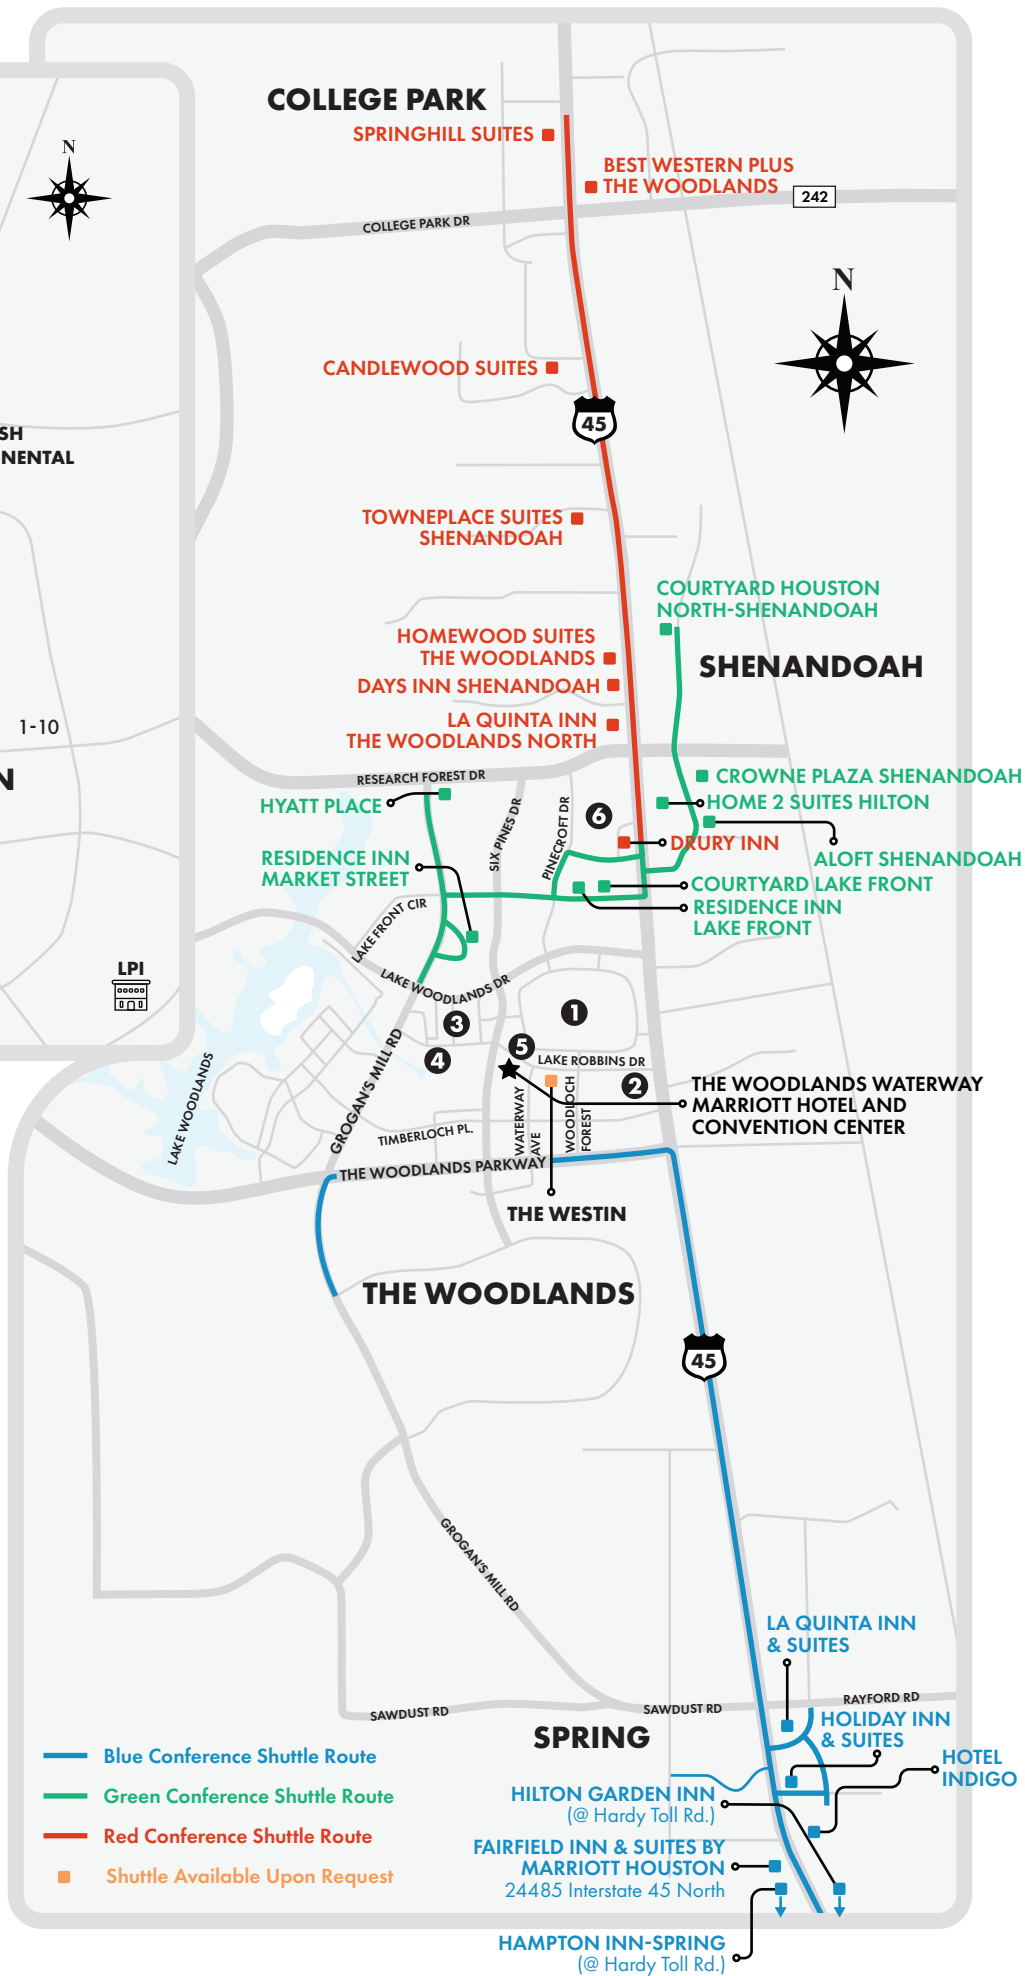 COLLEGE PARK
SPRINGHILL SUITES
N
BEST WESTERN PLUS
THE WOODLANDS
242
COLLEGE PARK DR
N
CANDLEWOOD SUITES
45
SH
NENTAL
TOWNEPLACE SUITES
SHENANDOAH
COURTYARD HOUSTON
NORTH-SHENANDOAH
HOMEWOOD SUITES
THE WOODLANDS
SHENANDOAH
DAYS INN SHENANDOAH
LA QUINTA INN
THE WOODLANDS NORTH
1-10
N
RESEARCH FOREST DR
CROWNE PLAZA SHENANDOAH
HYATT PLACE
HOME 2 SUITES HILTON
SIX PINES DR
PINECROFT DR
6
DRURY INN
ALOFT SHENANDOAH
RESIDENCE INN
MARKET STREET
COURTYARD LAKE FRONT
RESIDENCE INN
LAKE FRONT
LAKE FRONT CIR
LPI
LAKE WOODLANDS DR
1
3
5
4
LAKE ROBBINS DR
2
THE WOODLANDS WATERWAY
MARRIOTT HOTEL AND
CONVENTION CENTER
LAKE WOODLANDS
GROGAN'S MILL RD
TIMBERLOCH PL.
WATERWAY
AVE
WOODLOCH
FOREST
THE WOODLANDS PARKWAY
THE WESTIN
THE WOODLANDS
45
GROGAN'S MILL RD
LA QUINTA INN
& SUITES
SAWDUST RD
SAWDUST RD
RAYFORD RD
SPRING
HOLIDAY INN
& SUITES
HOTEL
INDIGO
Blue Conference Shuttle Route
Green Conference Shuttle Route
Red Conference Shuttle Route
Shuttle Available Upon Request
HILTON GARDEN INN
(@ Hardy Toll Rd.)
FAIRFIELD INN & SUITES BY
MARRIOTT HOUSTON
24485 Interstate 45 North
HAMPTON INN-SPRING
(@ Hardy Toll Rd.)